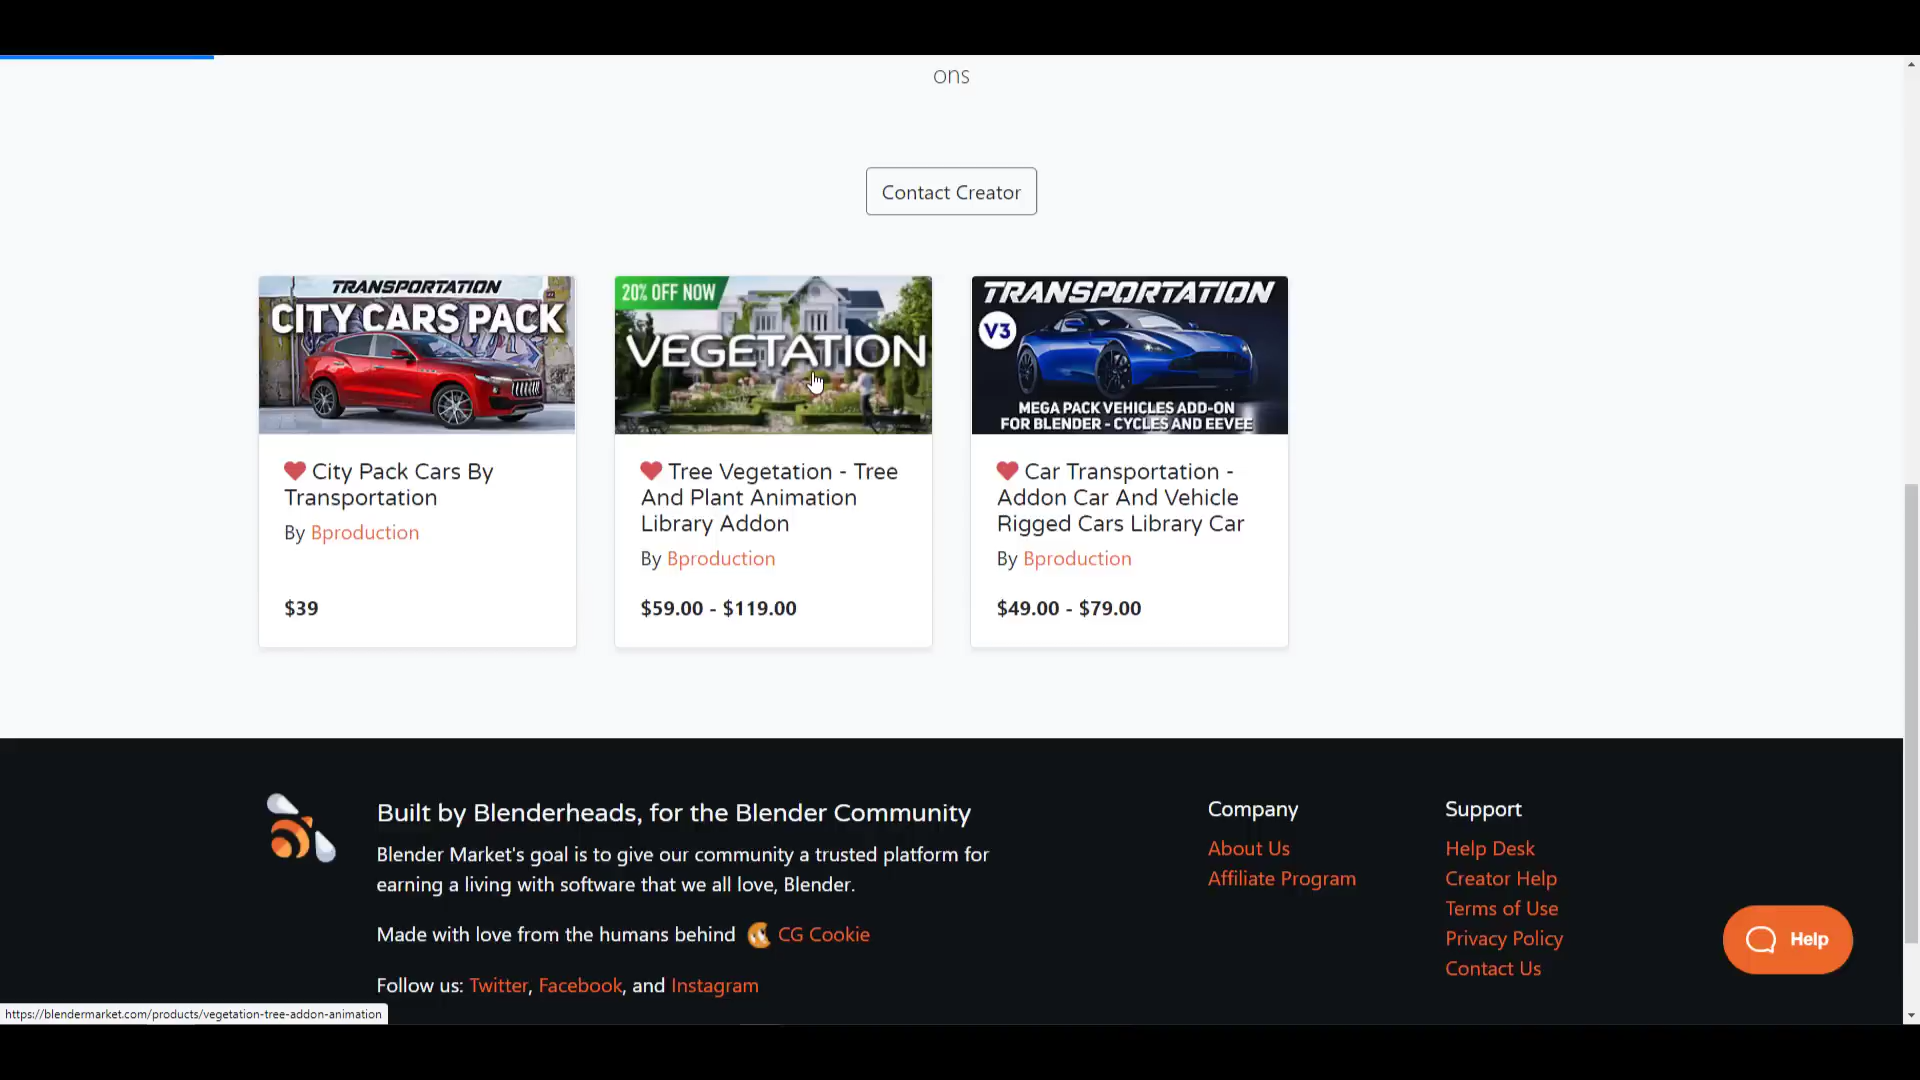 ons
Contact Creator
TRANSPORTATION
CITY CARS PACK
City Pack Cars By
Transportation
By Bproduction
$39
20% OFF NOW
VEGETATION
Tree Vegetation - Tree
And Plant Animation
Library Addon
By Bproduction
$59.00 - $119.00
TRANSPORTATION
V3
MEGA PACK VEHICLES ADD-ON
FOR BLENDER - CYCLES AND EEVEE
Car Transportation -
Addon Car And Vehicle
Rigged Cars Library Car
By Bproduction
$49.00 - $79.00
Built by Blenderheads, for the Blender Community
Blender Market's goal is to give our community a trusted platform for
earning a living with software that we all love, Blender.
Made with love from the humans behind CG Cookie
Follow us: Twitter, Facebook, and Instagram
Company
About Us
Affiliate Program
Support
Help Desk
Creator Help
Terms of Use
Privacy Policy
Contact Us
Help
https://blendermarket.com/products/vegetation-tree-addon-animation